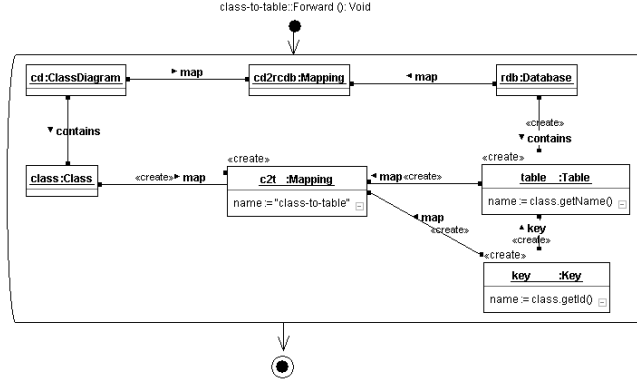 class-to-table::Forward (): Void
cd:ClassDiagram
► map
cd2rcdb:Mapping
◄ map
rdb:Database
▼ contains
«create»
▼ contains
«create»
«create»
class:Class
«create»► map
c2t :Mapping
name := "class-to-table"
◄ map«create»
table :Table
name := class.getName()
◄ map
«create»
▲ key
«create»
«create»
key :Key
name := class.getId()